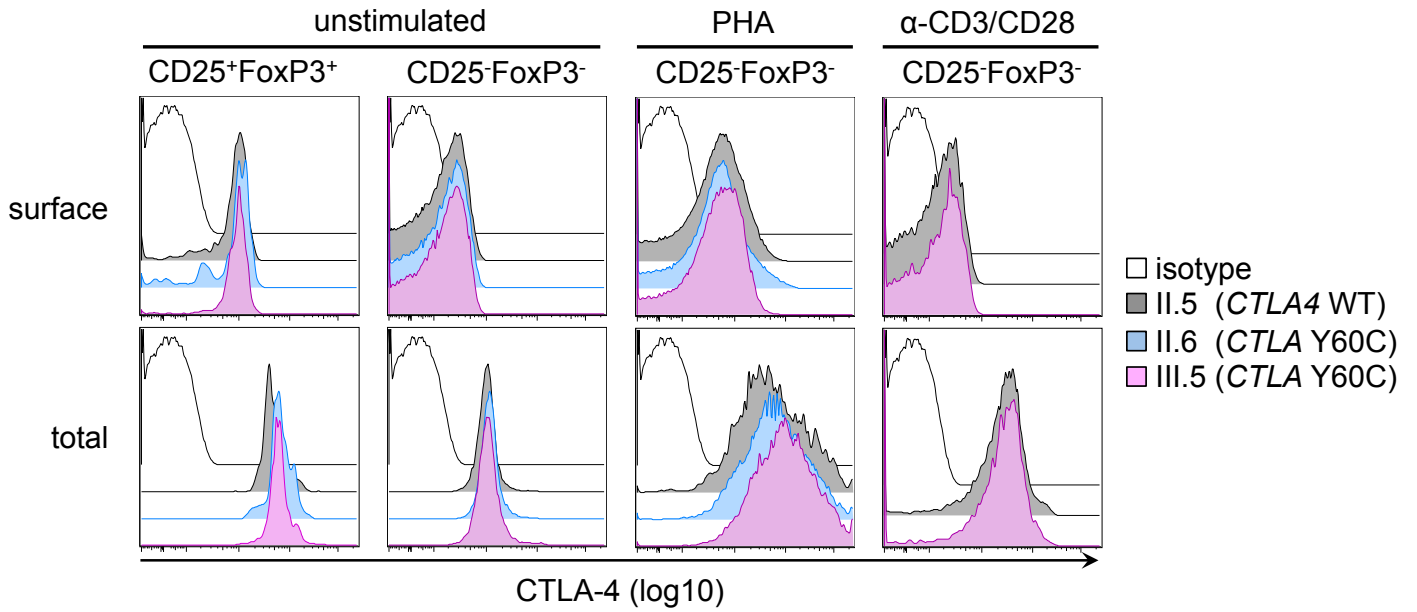 unstimulated PHA α-CD3/CD28
CD25⁺FoxP3⁺ CD25⁻FoxP3⁻ CD25⁻FoxP3⁻ CD25⁻FoxP3⁻
surface
total
isotype
II.5 (CTLA4 WT)
II.6 (CTLA Y60C)
III.5 (CTLA Y60C)
CTLA-4 (log10)